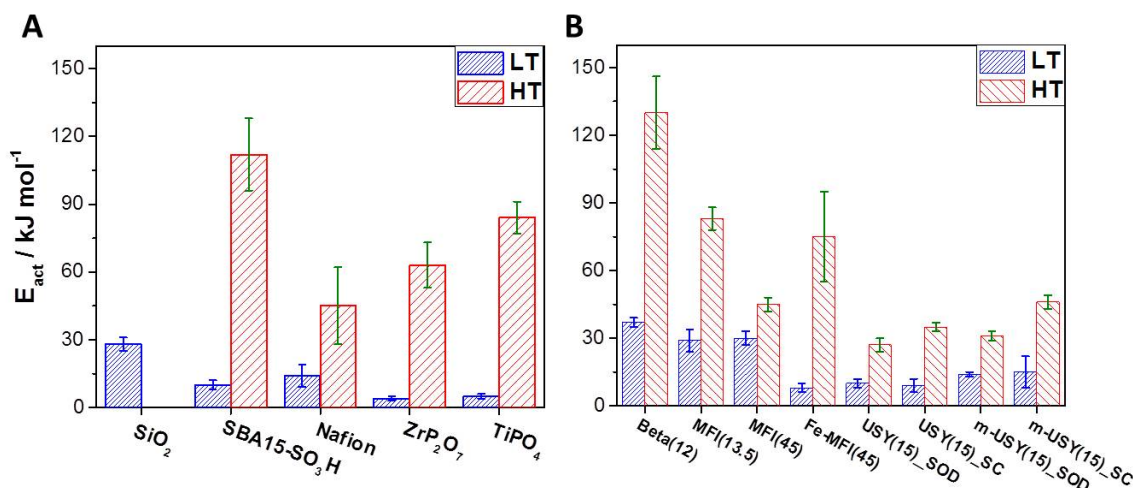 A
B
E_act / kJ mol⁻¹
150
120
90
60
30
0
LT
HT
SiO₂
SBA15-SO₃H
Nafion
ZrP₂O₇
TiPO₄
150
120
90
60
30
0
LT
HT
Beta(12)
MFI(13.5)
MFI(45)
Fe-MFI(45)
USY(15)_SOD
USY(15)_SC
m-USY(15)_SOD
m-USY(15)_SC